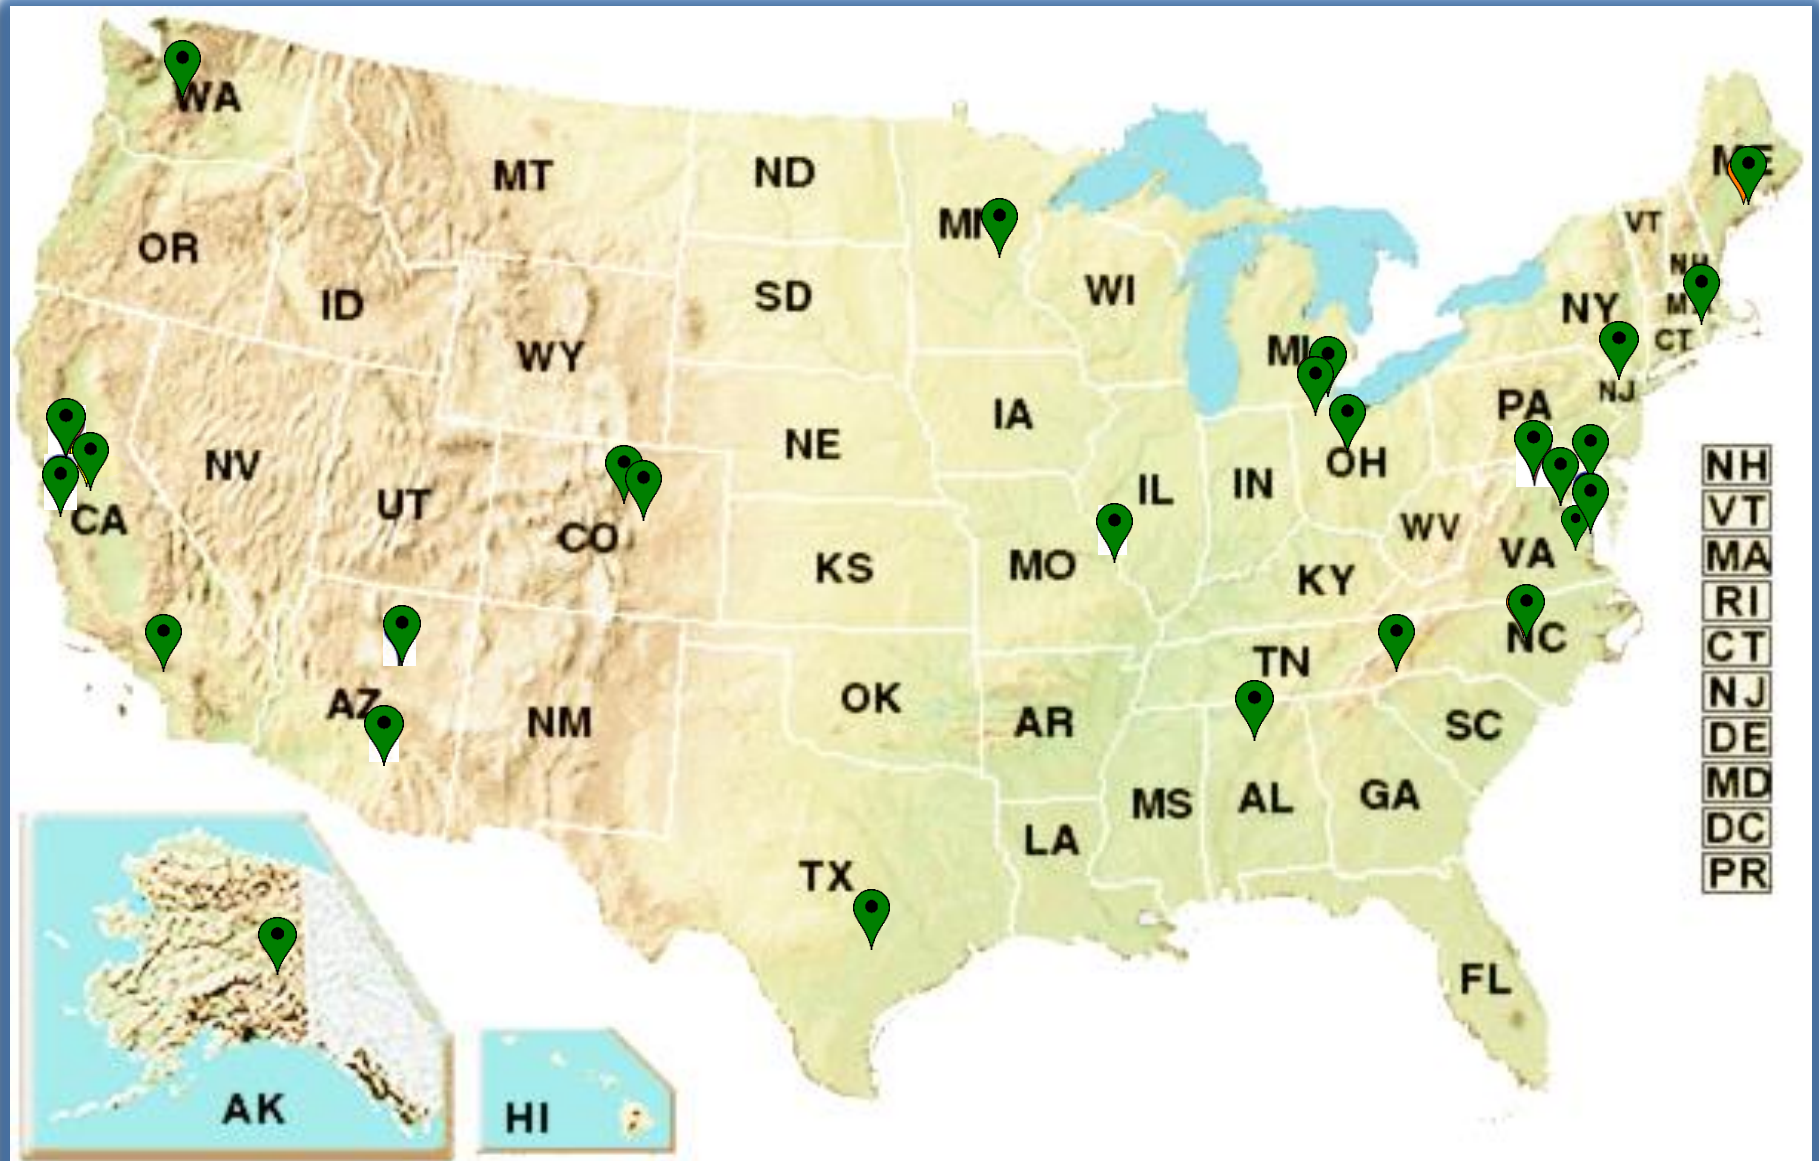 WA
MT
ND
ME
MN
VT
OR
NH
ID
SD
WI
NY
MA
WY
MI
CT
NJ
IA
PA
NE
NV
OH
NH
UT
IL
IN
VT
CA
CO
WV
MO
KS
VA
MA
KY
RI
NC
CT
TN
AZ
OK
NJ
NM
AR
SC
DE
MS
AL
GA
MD
LA
DC
TX
PR
FL
AK
HI